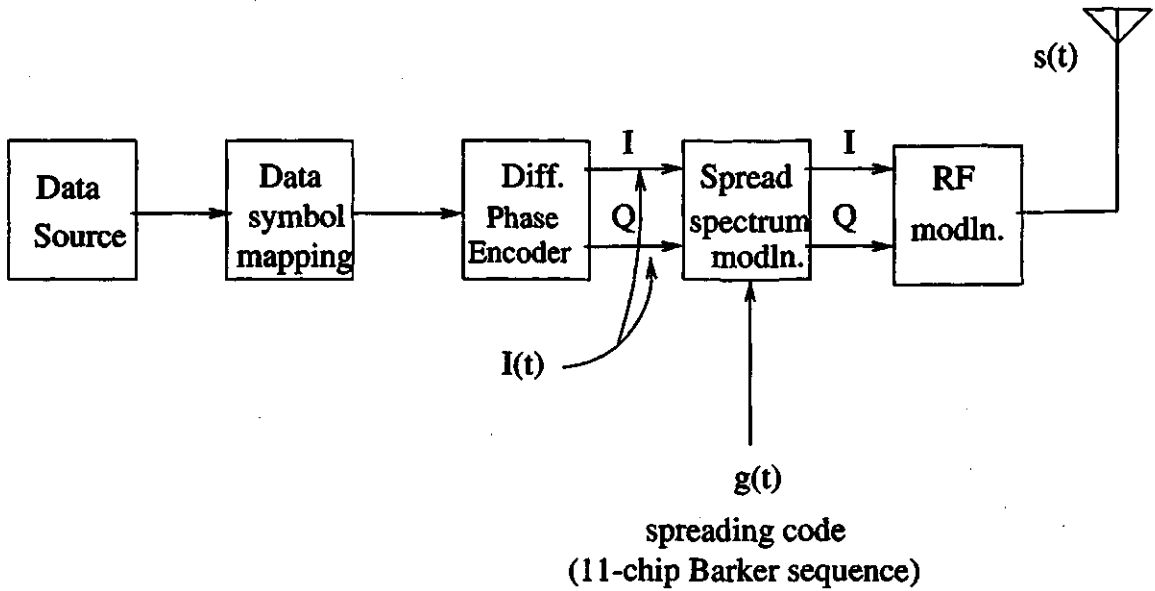 s(t)
Data
Source
Data
symbol
mapping
Diff.
Phase
Encoder
I
Q
Spread
spectrum
modln.
I
Q
RF
modln.
I(t)
g(t)
spreading code
(11-chip Barker sequence)